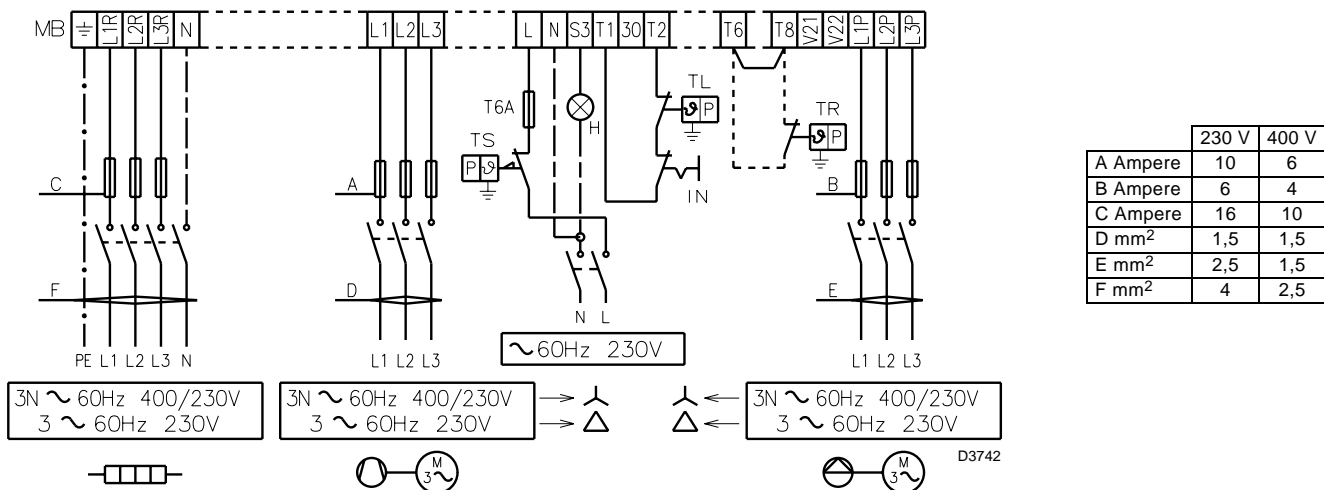 MB L1R L2R L3R N L1 L2 L3 L N S3 T1 30 T2 T6 T8 V21 V22 L1P L2P L3P
TL
T6A H ϑ P TR
TS ϑ P
P ϑ
C A IN B
F D E
N L
PE L1 L2 L3 N L1 L2 L3 L1 L2 L3
∼ 60Hz 230V
3N ∼ 60Hz 400/230V
3 ∼ 60Hz 230V
3N ∼ 60Hz 400/230V
3 ∼ 60Hz 230V
3N ∼ 60Hz 400/230V
3 ∼ 60Hz 230V
M
3∼
M
3∼
D3742
230 V 400 V
A Ampere 10 6
B Ampere 6 4
C Ampere 16 10
D mm² 1,5 1,5
E mm² 2,5 1,5
F mm² 4 2,5